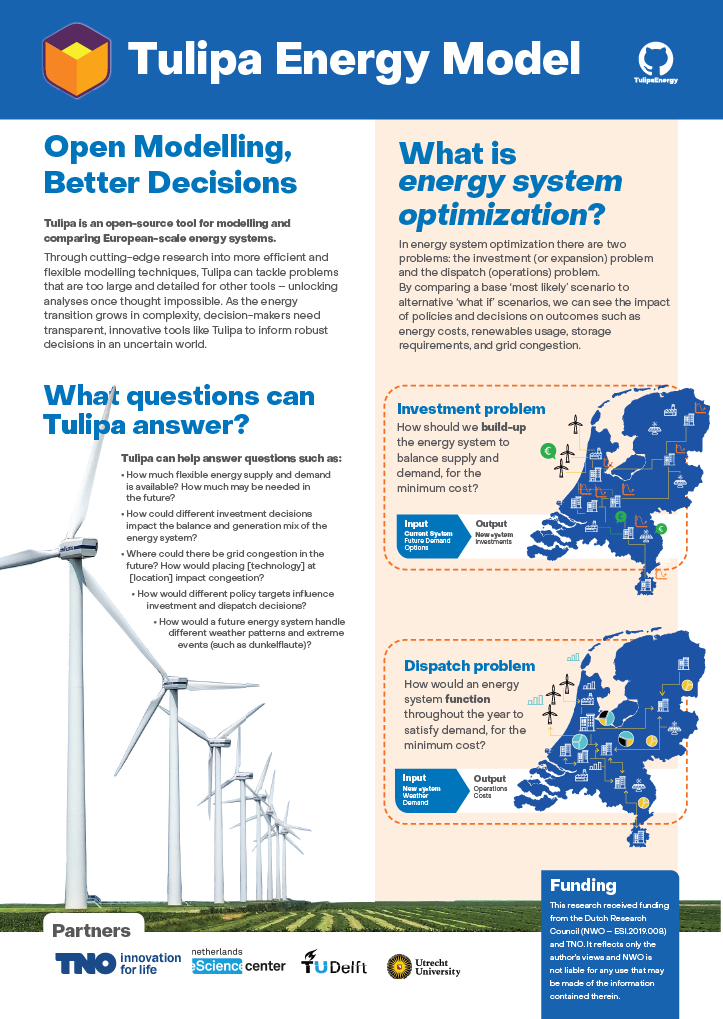 Tulipa Energy Model
TulipaEnergy
Open Modelling,
Better Decisions
Tulipa is an open-source tool for modelling and
comparing European-scale energy systems.
Through cutting-edge research into more efficient and
flexible modelling techniques, Tulipa can tackle problems
that are too large and detailed for other tools – unlocking
analyses once thought impossible. As the energy
transition grows in complexity, decision-makers need
transparent, innovative tools like Tulipa to inform robust
decisions in an uncertain world.
What questions can
Tulipa answer?
Tulipa can help answer questions such as:
• How much flexible energy supply and demand
is available? How much may be needed in
the future?
• How could different investment decisions
impact the balance and generation mix of the
energy system?
• Where could there be grid congestion in the
future? How would placing [technology] at
[location] impact congestion?
• How would different policy targets influence
investment and dispatch decisions?
• How would a future energy system handle
different weather patterns and extreme
events (such as dunkelflaute)?
What is
energy system
optimization?
In energy system optimization there are two
problems: the investment (or expansion) problem
and the dispatch (operations) problem.
By comparing a base ‘most likely’ scenario to
alternative ‘what if’ scenarios, we can see the impact
of policies and decisions on outcomes such as
energy costs, renewables usage, storage
requirements, and grid congestion.
Investment problem
How should we build-up
the energy system to
balance supply and
demand, for the
minimum cost?
€
€
€
Input
Current System
Future Demand
Options
Output
New system
Investments
Dispatch problem
How would an energy
system function
throughout the year to
satisfy demand, for the
minimum cost?
Input
New system
Weather
Demand
Output
Operations
Costs
Partners
TNO innovation
for life
netherlands
eScience center
TU Delft
Utrecht
University
Funding
This research received funding
from the Dutch Research
Council (NWO – ESI.2019.008)
and TNO. It reflects only the
author's views and NWO is
not liable for any use that may
be made of the information
contained therein.